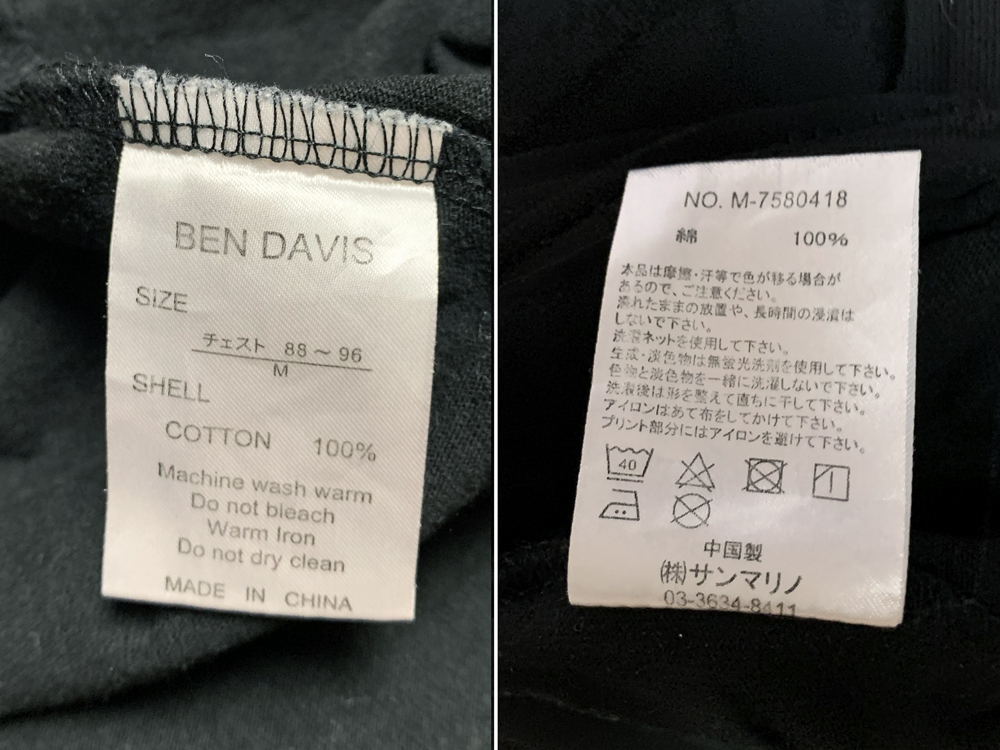 BEN DAVIS
SIZE
チェスト 88～96
M
SHELL
COTTON 100%
Machine wash warm
Do not bleach
Warm Iron
Do not dry clean
MADE IN CHINA
NO. M-7580418
綿 100%
本品は摩擦・汗等で色が移る場合が
あるので、ご注意ください。
濡れたままの放置や、長時間の浸漬は
しないで下さい。
洗濯ネットを使用して下さい。
生成・淡色物は無蛍光洗剤を使用して下さい。
色物と淡色物を一緒に洗濯しないで下さい。
洗濯後は形を整えて直ちに干して下さい。
アイロンはあて布をしてかけて下さい。
プリント部分にはアイロンを避けて下さい。
40
中国製
㈱サンマリノ
03-3634-8411